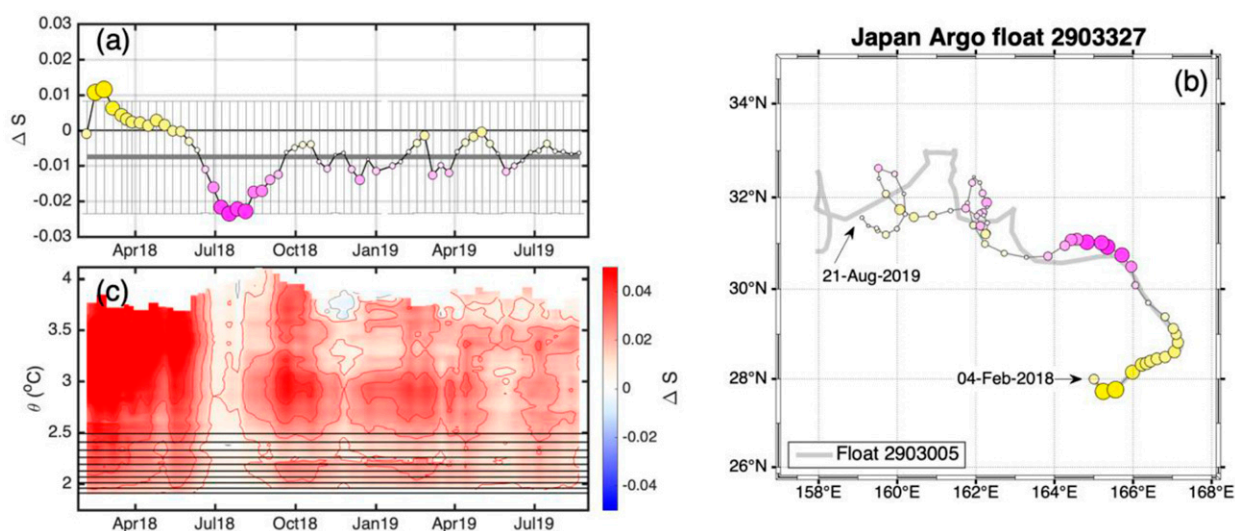 (a)
0.03
0.02
0.01
0
-0.01
-0.02
-0.03
Δ S
Apr18 Jul18 Oct18 Jan19 Apr19 Jul19
(c)
4
3.5
3
2.5
2
θ (°C)
Apr18 Jul18 Oct18 Jan19 Apr19 Jul19
0.04
0.02
0
-0.02
-0.04
Δ S
Japan Argo float 2903327
(b)
34°N
32°N
30°N
28°N
26°N
21-Aug-2019
04-Feb-2018
Float 2903005
158°E 160°E 162°E 164°E 166°E 168°E